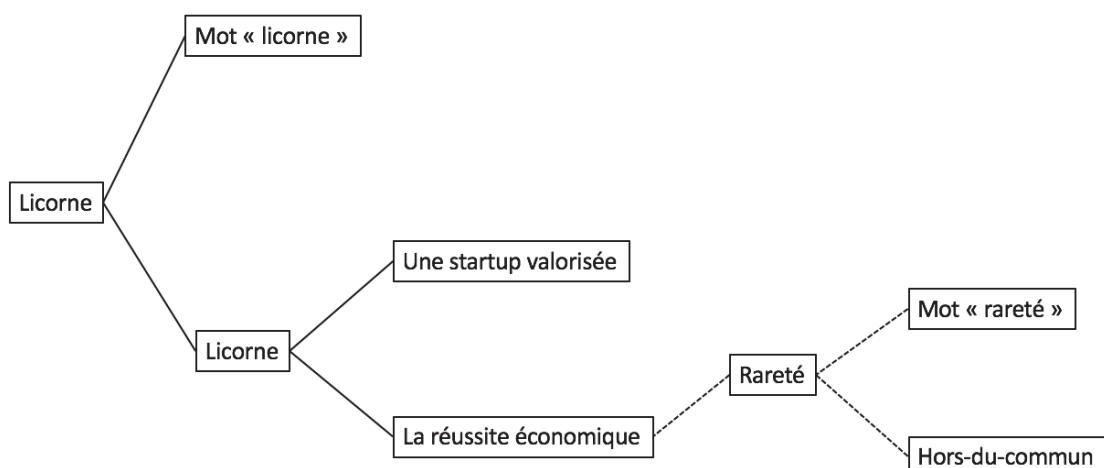 Mot « licorne »
Licorne
Une startup valorisée
Mot « rareté »
Licorne
Rareté
La réussite économique
Hors-du-commun